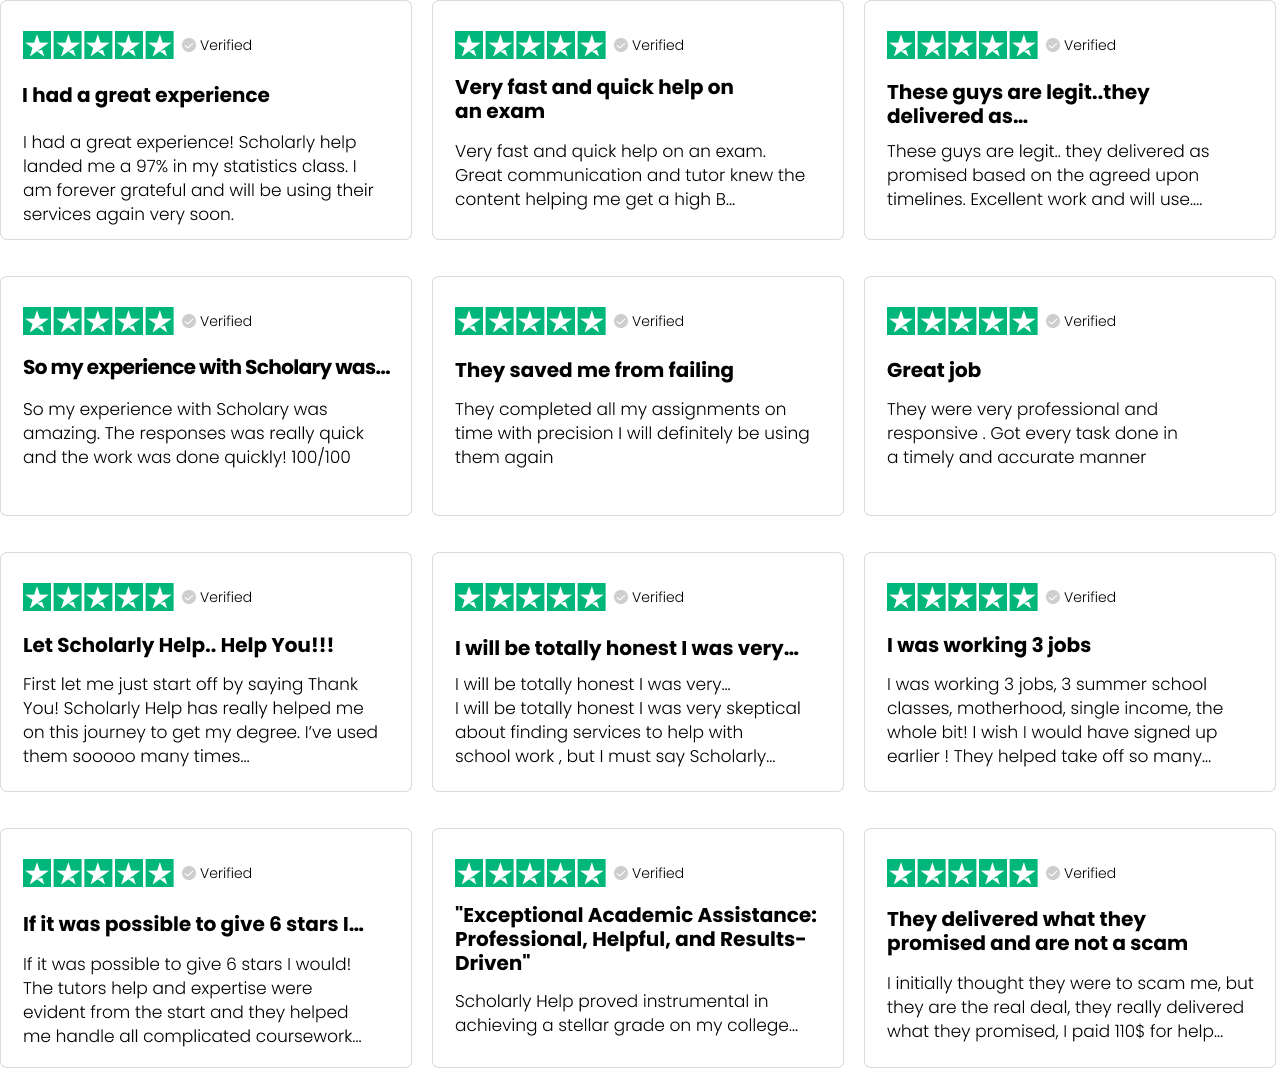 Verified
I had a great experience
I had a great experience! Scholarly help
landed me a 97% in my statistics class. I
am forever grateful and will be using their
services again very soon.
Verified
Very fast and quick help on
an exam
Very fast and quick help on an exam.
Great communication and tutor knew the
content helping me get a high B...
Verified
These guys are legit..they
delivered as...
These guys are legit.. they delivered as
promised based on the agreed upon
timelines. Excellent work and will use....
Verified
So my experience with Scholary was...
So my experience with Scholary was
amazing. The responses was really quick
and the work was done quickly! 100/100
Verified
They saved me from failing
They completed all my assignments on
time with precision I will definitely be using
them again
Verified
Great job
They were very professional and
responsive . Got every task done in
a timely and accurate manner
Verified
Let Scholarly Help.. Help You!!!
First let me just start off by saying Thank
You! Scholarly Help has really helped me
on this journey to get my degree. I’ve used
them sooooo many times...
Verified
I will be totally honest I was very...
I will be totally honest I was very...
I will be totally honest I was very skeptical
about finding services to help with
school work , but I must say Scholarly...
Verified
I was working 3 jobs
I was working 3 jobs, 3 summer school
classes, motherhood, single income, the
whole bit! I wish I would have signed up
earlier ! They helped take off so many...
Verified
If it was possible to give 6 stars I...
If it was possible to give 6 stars I would!
The tutors help and expertise were
evident from the start and they helped
me handle all complicated coursework...
Verified
"Exceptional Academic Assistance:
Professional, Helpful, and Results-
Driven"
Scholarly Help proved instrumental in
achieving a stellar grade on my college...
Verified
They delivered what they
promised and are not a scam
I initially thought they were to scam me, but
they are the real deal, they really delivered
what they promised, I paid 110$ for help...